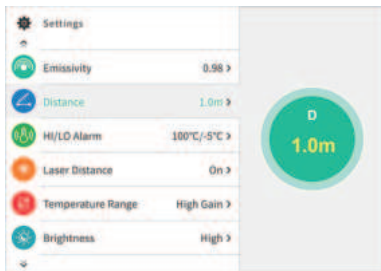 Settings
Emissivity 0.98 >
Distance 1.0m >
HI/LO Alarm 100°C/-5°C >
Laser Distance On >
Temperature Range High Gain >
Brightness High >
D
1.0m